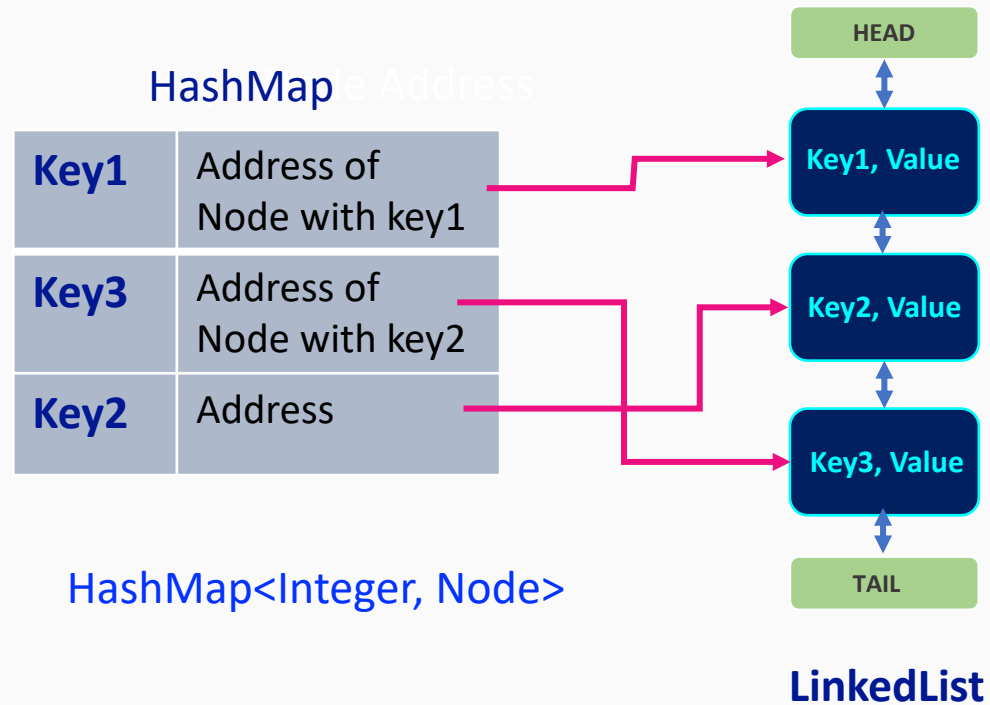 HEAD
HashMap
e Address
Key1
Address of
Node with key1
Key1, Value
Key3
Address of
Node with key2
Key2, Value
Key2
Address
Key3, Value
HashMap<Integer, Node>
TAIL
LinkedList